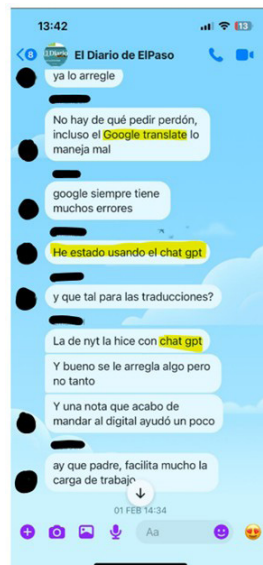 13:42
13
8
El Diario de ElPaso
ya lo arregle
No hay de qué pedir perdón,
incluso el Google translate lo
maneja mal
google siempre tiene
muchos errores
He estado usando el chat gpt
y que tal para las traducciones?
La de nyt la hice con chat gpt
Y bueno se le arregla algo pero
no tanto
Y una nota que acabo de
mandar al digital ayudó un poco
ay que padre, facilita mucho la
carga de trabajo
01 FEB 14:34
Aa